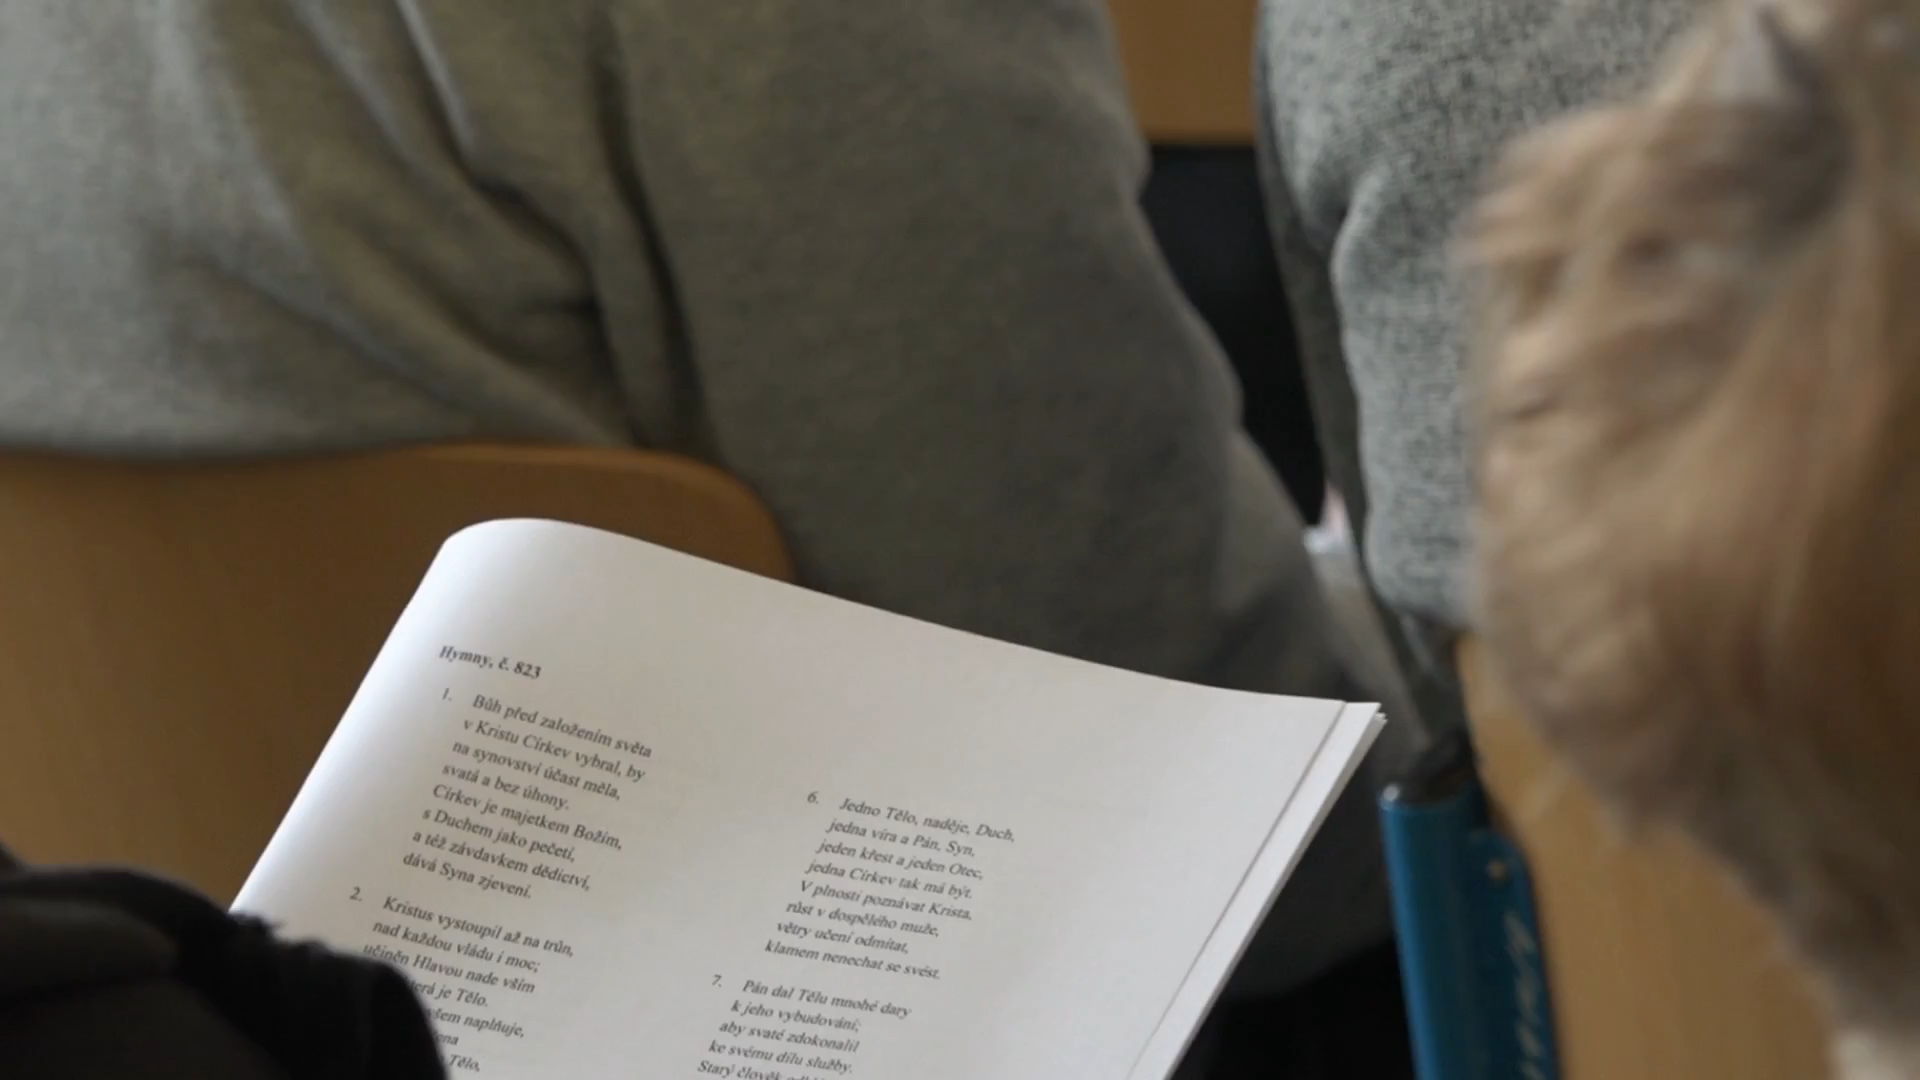 Hymny, č. 823
1. Bůh před založením světa
v Kristu Církev vybral, by
na synovství účast měla,
svatá a bez úhony.
Církev je majetkem Božím,
s Duchem jako pečetí,
a též závdavkem dědictví,
dává Syna zjevení.
2. Kristus vystoupil až na trůn,
nad každou vládu i moc;
učiněn Hlavou nade vším
je Tělo.
všem naplňuje,
Tělo,
6. Jedno Tělo, naděje, Duch,
jedna víra a Pán, Syn,
jeden křest a jeden Otec,
jedna Církev tak má být.
V plnosti poznávat Krista,
růst v dospělého muže,
větry učení odmítat,
klamem nenechat se svést.
7. Pán dal Tělu mnohé dary
k jeho vybudování;
aby svaté zdokonalil
ke svému dílu služby.
Starý člověk